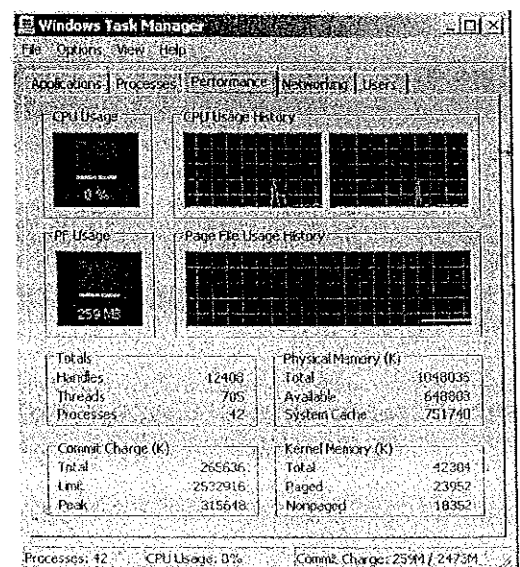 Windows Task Manager
File Options View Help
Applications Processes Performance Networking Users
CPU Usage
CPU Usage History
0 %
PF Usage
Page File Usage History
259 MB
Totals
Handles 12403
Threads 705
Processes 42
Physical Memory (K)
Total 1048035
Available 648803
System Cache 751740
Commit Charge (K)
Total 265636
Limit 2532916
Peak 315648
Kernel Memory (K)
Total 42304
Paged 23952
Nonpaged 18352
Processes: 42 CPU Usage: 0% Commit Charge: 259M / 2473M